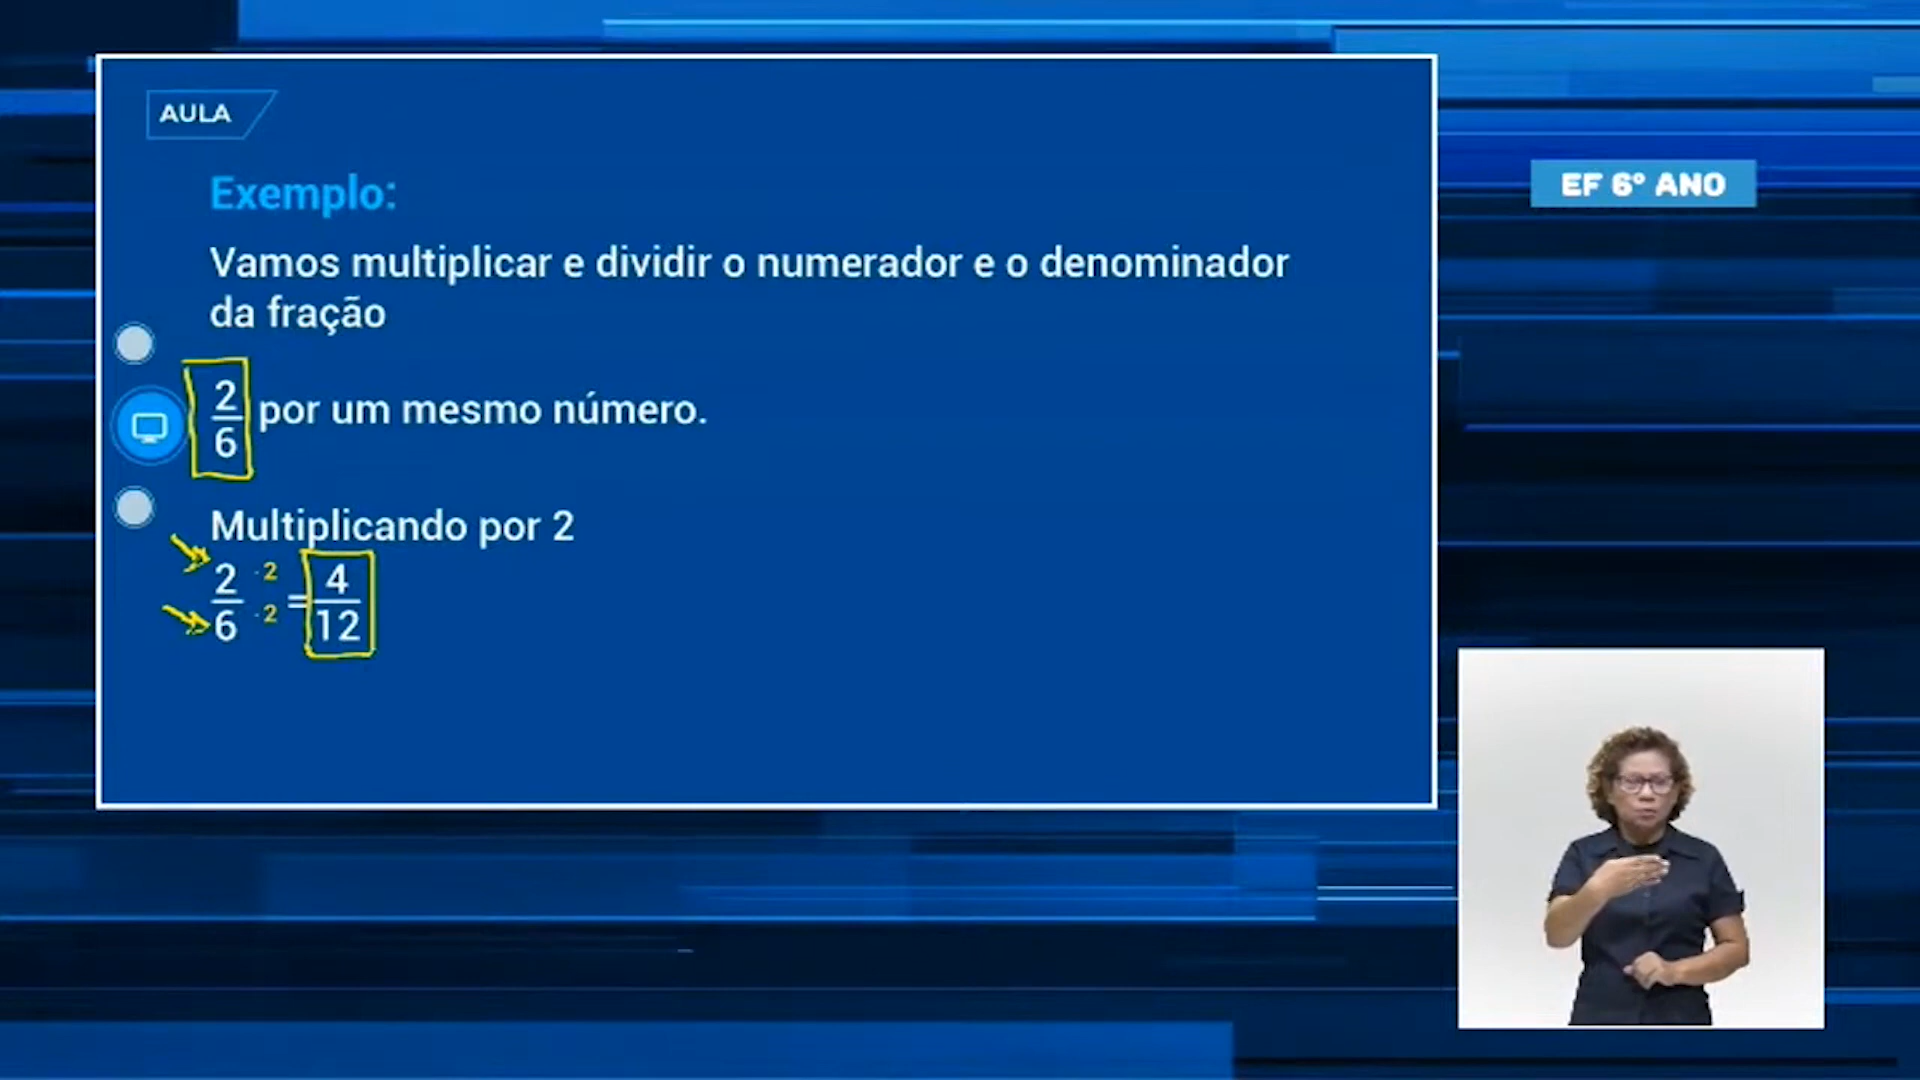 AULA
EF 6º ANO
Exemplo:
Vamos multiplicar e dividir o numerador e o denominador
da fração
2/6 por um mesmo número.
Multiplicando por 2
2 · 2 / 6 · 2 = 4/12